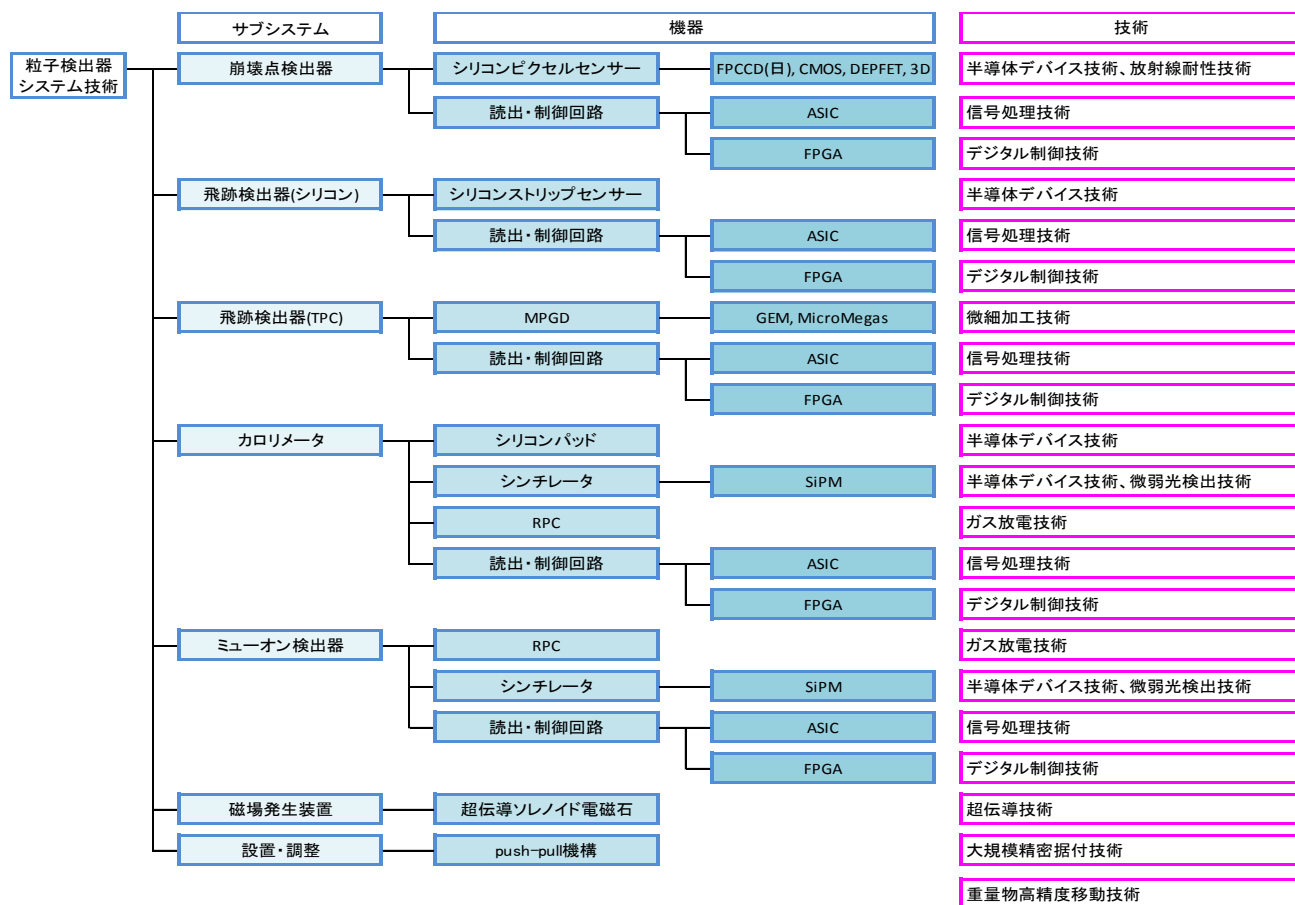 サブシステム 機器 技術
粒子検出器
システム技術
崩壊点検出器 シリコンピクセルセンサー FPCCD(日), CMOS, DEPFET, 3D 半導体デバイス技術、放射線耐性技術
読出・制御回路 ASIC 信号処理技術
FPGA デジタル制御技術
飛跡検出器(シリコン) シリコンストリップセンサー 半導体デバイス技術
読出・制御回路 ASIC 信号処理技術
FPGA デジタル制御技術
飛跡検出器(TPC) MPGD GEM, MicroMegas 微細加工技術
読出・制御回路 ASIC 信号処理技術
FPGA デジタル制御技術
カロリメータ シリコンパッド 半導体デバイス技術
シンチレータ SiPM 半導体デバイス技術、微弱光検出技術
RPC ガス放電技術
読出・制御回路 ASIC 信号処理技術
FPGA デジタル制御技術
ミューオン検出器 RPC ガス放電技術
シンチレータ SiPM 半導体デバイス技術、微弱光検出技術
読出・制御回路 ASIC 信号処理技術
FPGA デジタル制御技術
磁場発生装置 超伝導ソレノイド電磁石 超伝導技術
設置・調整 push-pull機構 大規模精密据付技術
重量物高精度移動技術